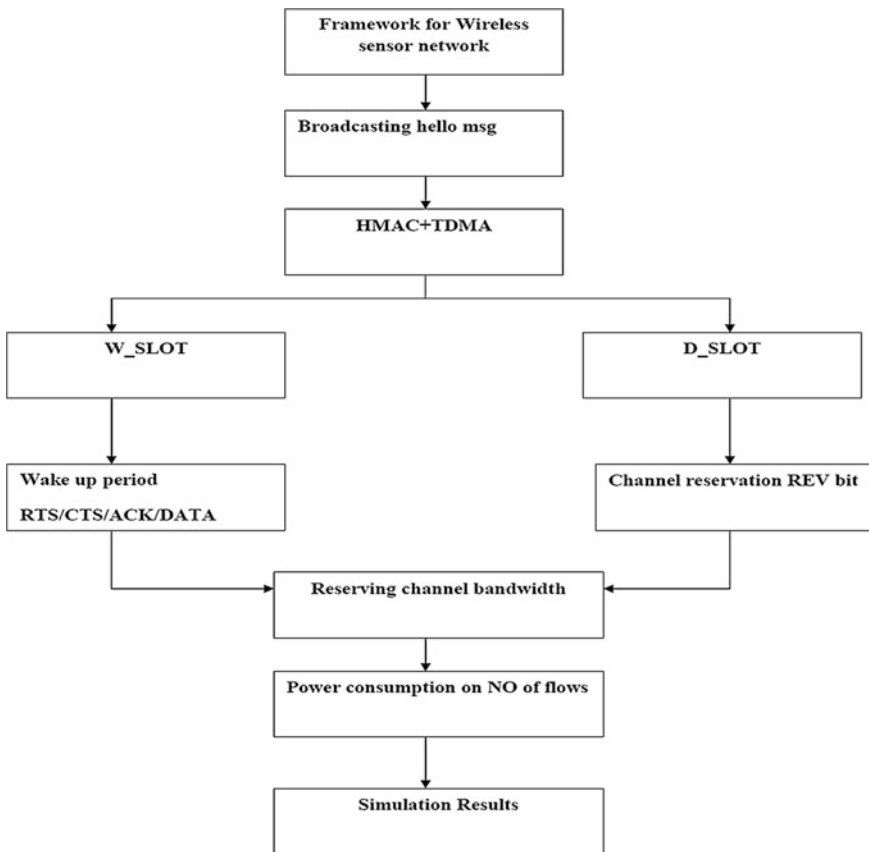 Framework for Wireless
sensor network
Broadcasting hello msg
HMAC+TDMA
W_SLOT
D_SLOT
Wake up period
RTS/CTS/ACK/DATA
Channel reservation REV bit
Reserving channel bandwidth
Power consumption on NO of flows
Simulation Results